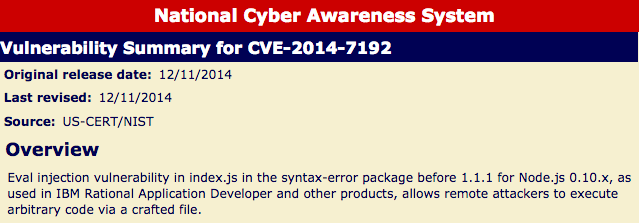 National Cyber Awareness System
Vulnerability Summary for CVE-2014-7192
Original release date: 12/11/2014
Last revised: 12/11/2014
Source: US-CERT/NIST
Overview
Eval injection vulnerability in index.js in the syntax-error package before 1.1.1 for Node.js 0.10.x, as
used in IBM Rational Application Developer and other products, allows remote attackers to execute
arbitrary code via a crafted file.